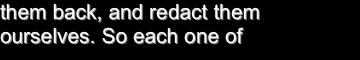 them back, and redact them
ourselves. So each one of